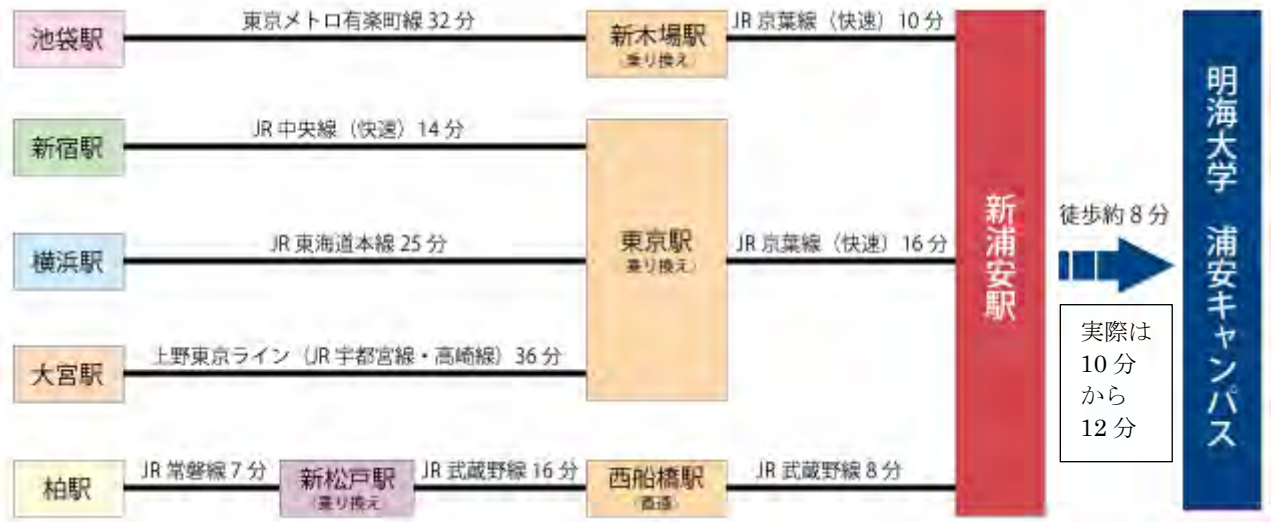 池袋駅
東京メトロ有楽町線 32 分
新木場駅
(乗り換え)
JR 京葉線（快速）10 分
新宿駅
JR 中央線（快速）14 分
横浜駅
JR 東海道本線 25 分
東京駅
(乗り換え)
JR 京葉線（快速）16 分
大宮駅
上野東京ライン（JR 宇都宮線・高崎線）36 分
柏駅
JR 常磐線 7 分
新松戸駅
(乗り換え)
JR 武蔵野線 16 分
西船橋駅
(直通)
JR 武蔵野線 8 分
新浦安駅
徒歩約 8 分
実際は
10 分
から
12 分
明海大学 浦安キャンパス